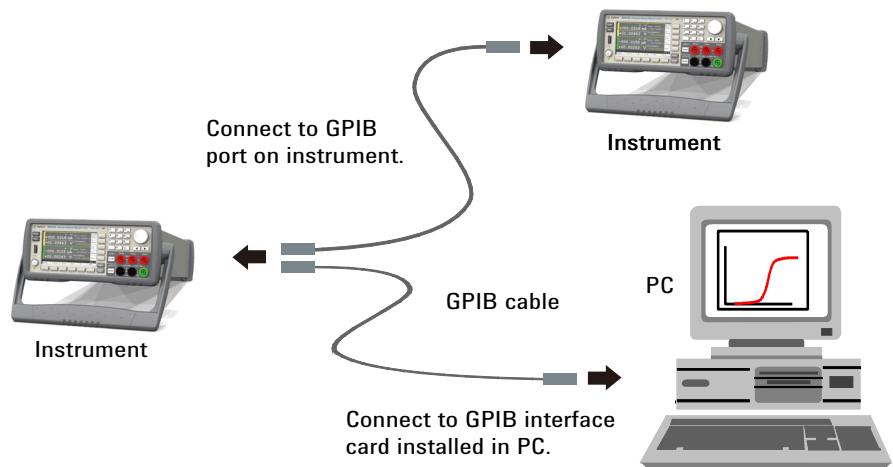 Connect to GPIB
port on instrument.
Instrument
Instrument
GPIB cable
PC
Connect to GPIB interface
card installed in PC.